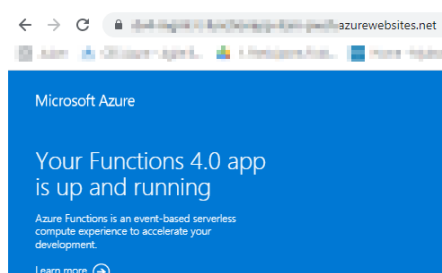 azurewebsites.net
Microsoft Azure
Your Functions 4.0 app
is up and running
Azure Functions is an event-based serverless
compute experience to accelerate your
development.
Learn more